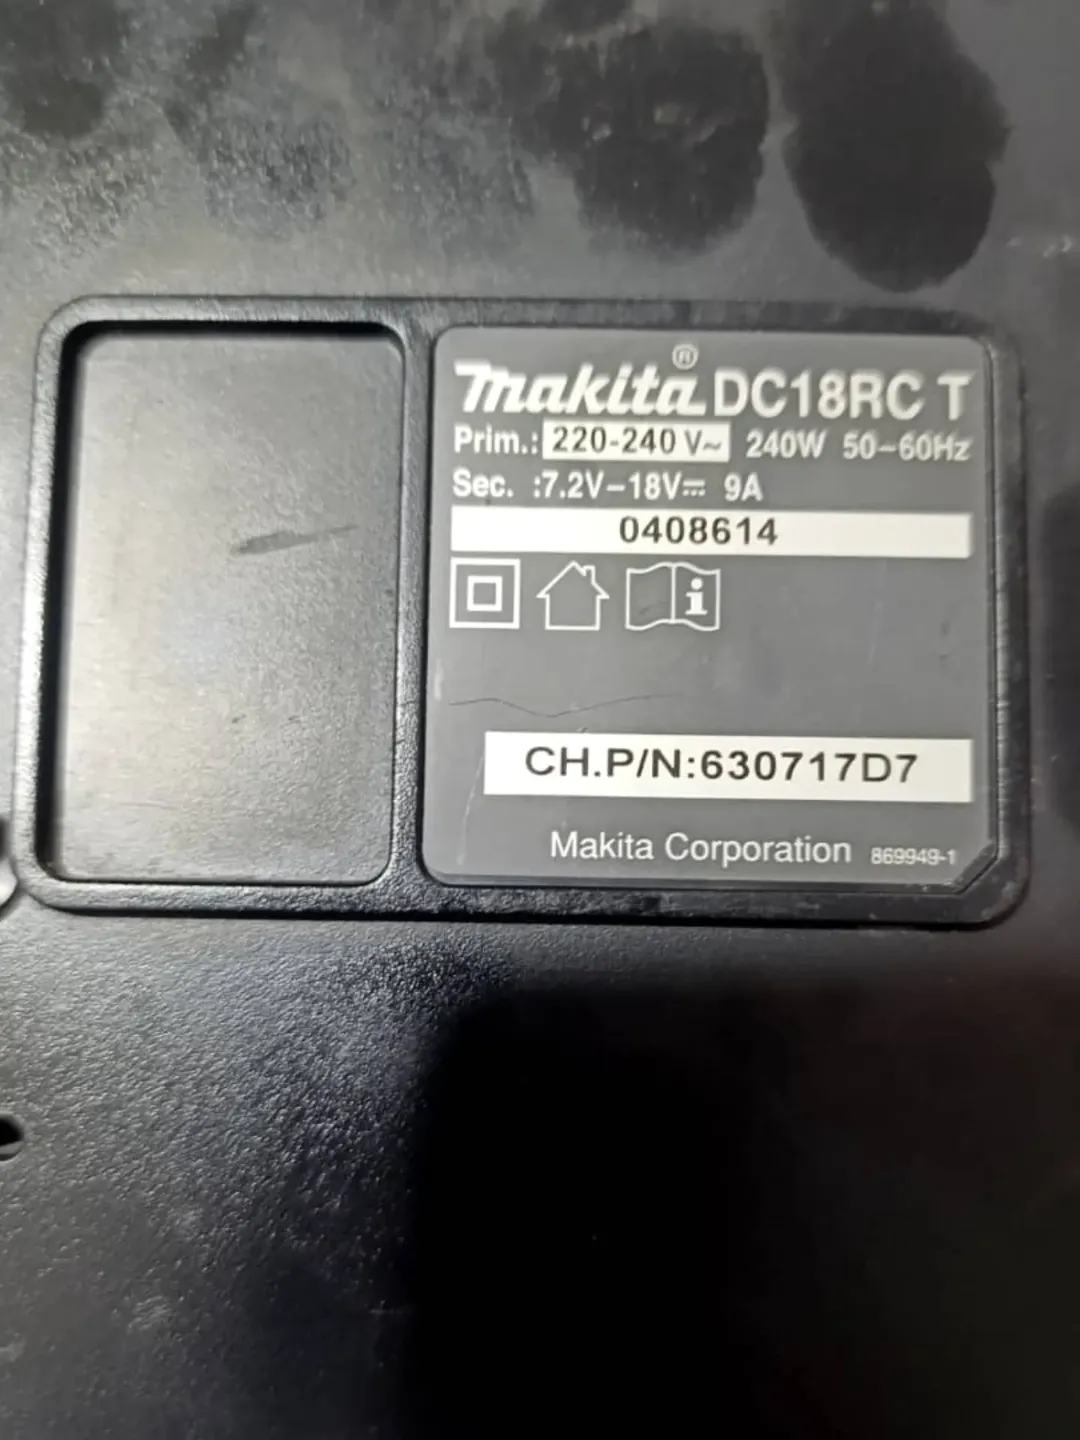 makita® DC18RC T
Prim.: 220-240 V~ 240W 50–60Hz
Sec. :7.2V–18V⎓ 9A
0408614
i
CH.P/N:630717D7
Makita Corporation 869949-1